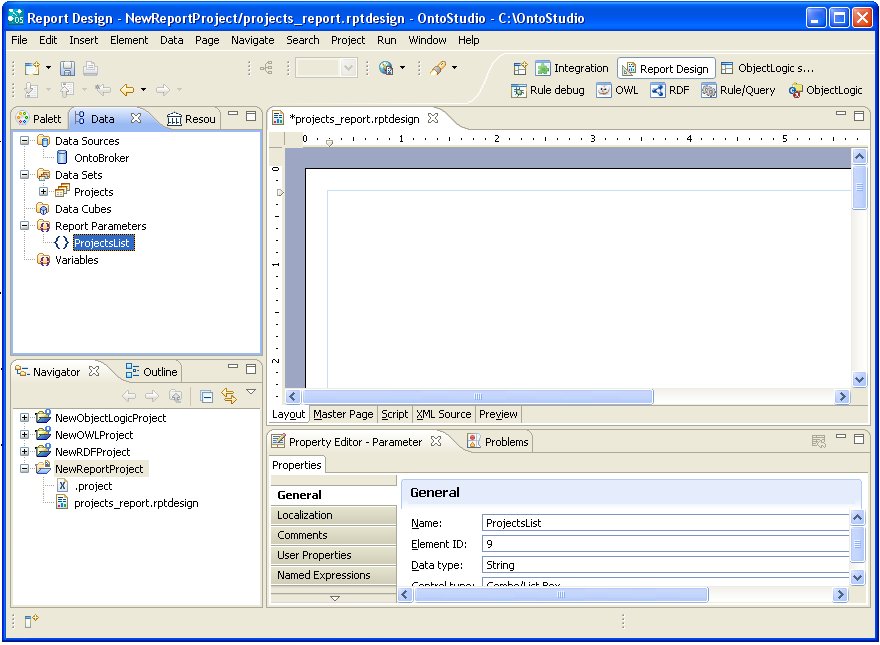 Report Design - NewReportProject/projects_report.rptdesign - OntoStudio - C:\OntoStudio
File Edit Insert Element Data Page Navigate Search Project Run Window Help
Integration Report Design ObjectLogic s...
Rule debug OWL RDF Rule/Query ObjectLogic
Palett Data Resou
Data Sources
OntoBroker
Data Sets
Projects
Data Cubes
Report Parameters
ProjectsList
Variables
*projects_report.rptdesign
0 1 2 3 4 5
0
1
2
Layout Master Page Script XML Source Preview
Navigator Outline
NewObjectLogicProject
NewOWLProject
NewRDFProject
NewReportProject
.project
projects_report.rptdesign
Property Editor - Parameter Problems
Properties
General
Localization
Comments
User Properties
Named Expressions
General
Name: ProjectsList
Element ID: 9
Data type: String
Control type: Combo/List Box